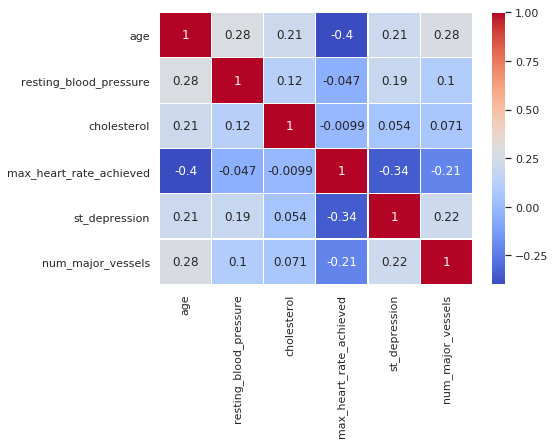 age 1 0.28 0.21 -0.4 0.21 0.28
resting_blood_pressure 0.28 1 0.12 -0.047 0.19 0.1
cholesterol 0.21 0.12 1 -0.0099 0.054 0.071
max_heart_rate_achieved -0.4 -0.047 -0.0099 1 -0.34 -0.21
st_depression 0.21 0.19 0.054 -0.34 1 0.22
num_major_vessels 0.28 0.1 0.071 -0.21 0.22 1
age
resting_blood_pressure
cholesterol
max_heart_rate_achieved
st_depression
num_major_vessels
1.00
0.75
0.50
0.25
0.00
-0.25